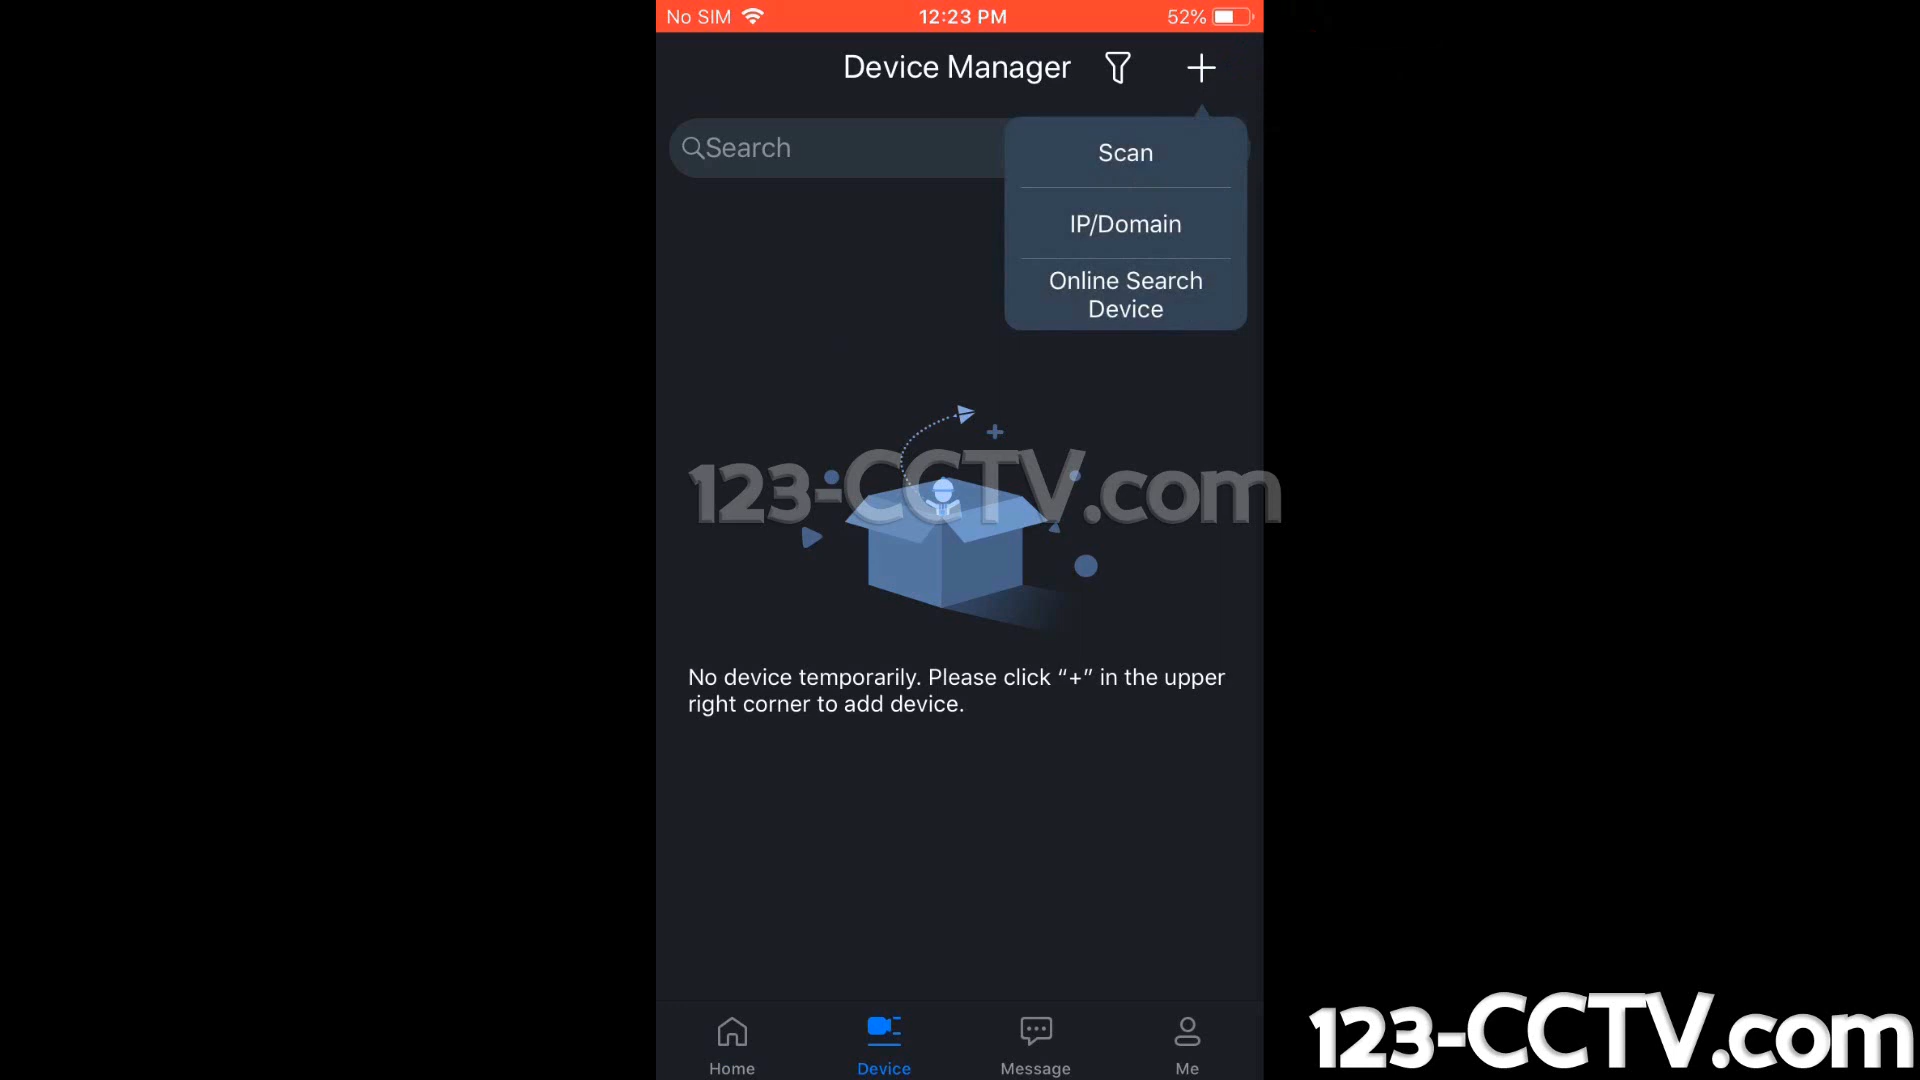 No SIM 12:23 PM 52%
Device Manager
Search
Scan
IP/Domain
Online Search
Device
123-CCTV.com
No device temporarily. Please click “+” in the upper
right corner to add device.
Home Device Message Me
123-CCTV.com